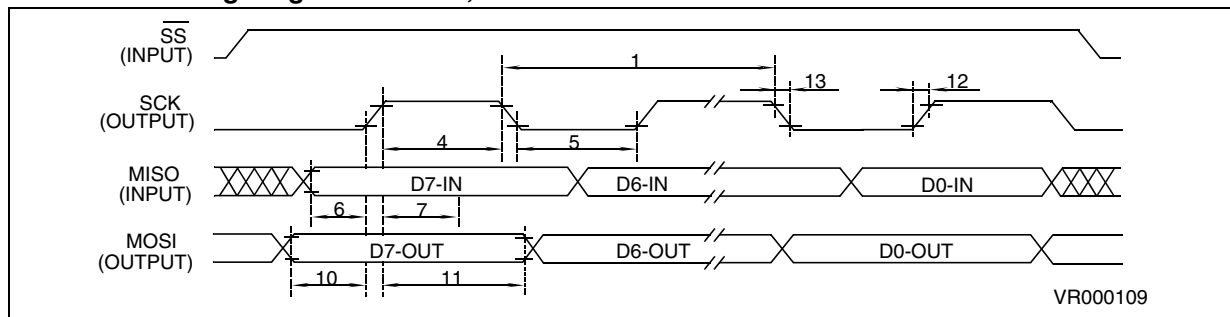 SS
(INPUT)
1
13
12
SCK
(OUTPUT)
4
5
MISO
(INPUT)
D7-IN
D6-IN
D0-IN
6
7
MOSI
(OUTPUT)
D7-OUT
D6-OUT
D0-OUT
10
11
VR000109